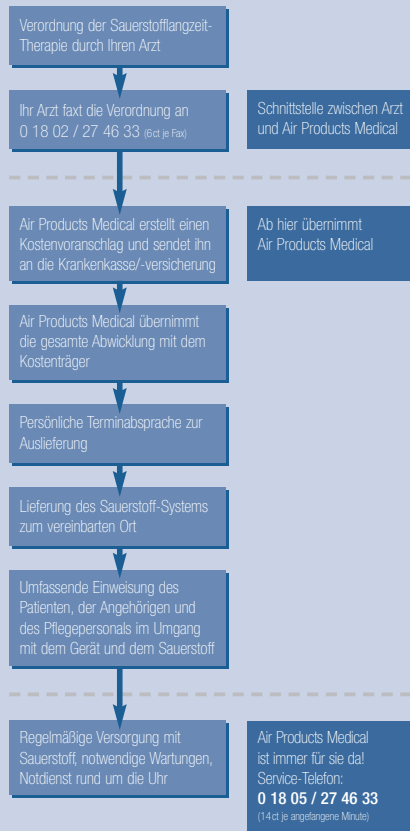 Verordnung der Sauerstofflangzeit-
Therapie durch Ihren Arzt
Ihr Arzt faxt die Verordnung an
0 18 02 / 27 46 33 (6 ct je Fax)
Schnittstelle zwischen Arzt
und Air Products Medical
Air Products Medical erstellt einen
Kostenvoranschlag und sendet ihn
an die Krankenkasse/-versicherung
Ab hier übernimmt
Air Products Medical
Air Products Medical übernimmt
die gesamte Abwicklung mit dem
Kostenträger
Persönliche Terminabsprache zur
Auslieferung
Lieferung des Sauerstoff-Systems
zum vereinbarten Ort
Umfassende Einweisung des
Patienten, der Angehörigen und
des Pflegepersonals im Umgang
mit dem Gerät und dem Sauerstoff
Regelmäßige Versorgung mit
Sauerstoff, notwendige Wartungen,
Notdienst rund um die Uhr
Air Products Medical
ist immer für sie da!
Service-Telefon:
0 18 05 / 27 46 33
(14 ct je angefangene Minute)